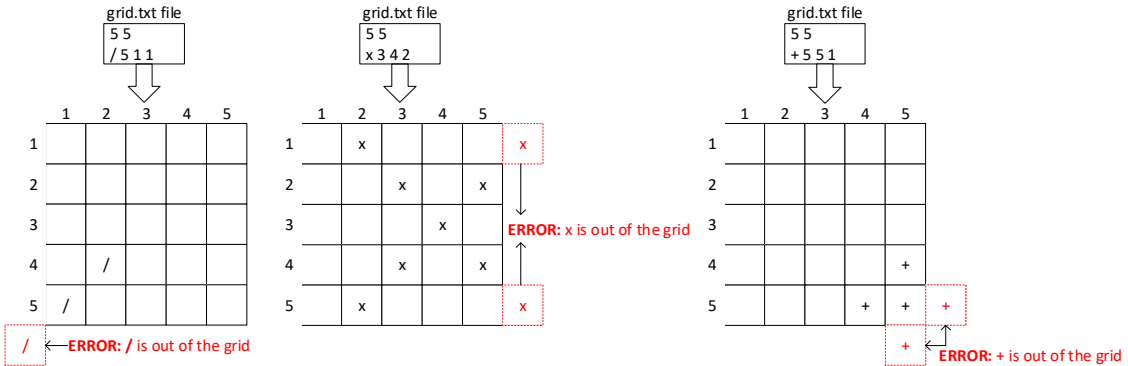 grid.txt file
5 5
/ 5 1 1
1 2 3 4 5
1
2
3
4 /
5 /
/ ERROR: / is out of the grid
grid.txt file
5 5
x 3 4 2
1 2 3 4 5
1 x x
2 x x
3 x
ERROR: x is out of the grid
4 x x
5 x x
grid.txt file
5 5
+ 5 5 1
1 2 3 4 5
1
2
3
4 +
5 + + +
+ ERROR: + is out of the grid